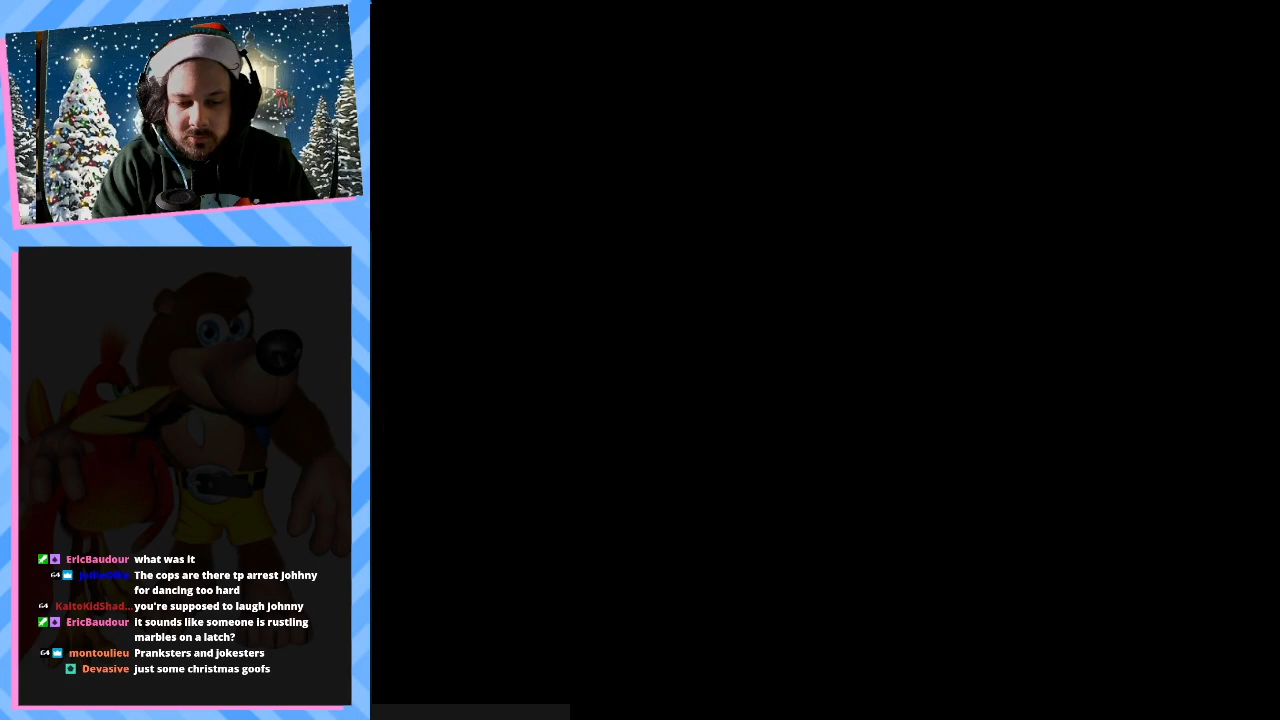 EricBaudour what was it
The cops are there tp arrest Johhny
for dancing too hard
KaitoKidShad... you're supposed to laugh Johnny
EricBaudour it sounds like someone is rustling
marbles on a latch?
montoulieu Pranksters and jokesters
Devasive just some christmas goofs